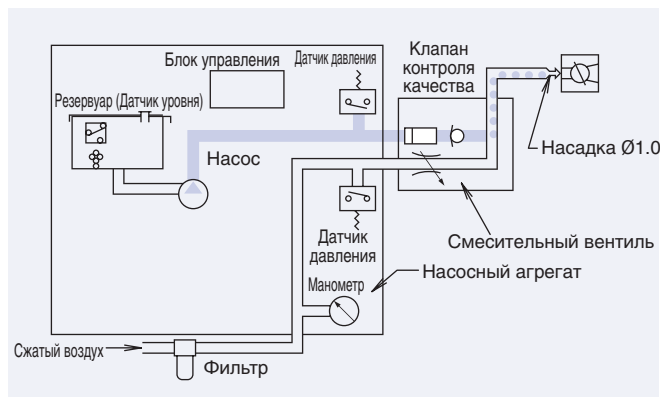 Блок управления
Датчик давления
Клапан
контроля
качества
Резервуар (Датчик уровня)
Насос
Насадка Ø1.0
Смесительный вентиль
Датчик
давления
Насосный агрегат
Манометр
Сжатый воздух
Фильтр